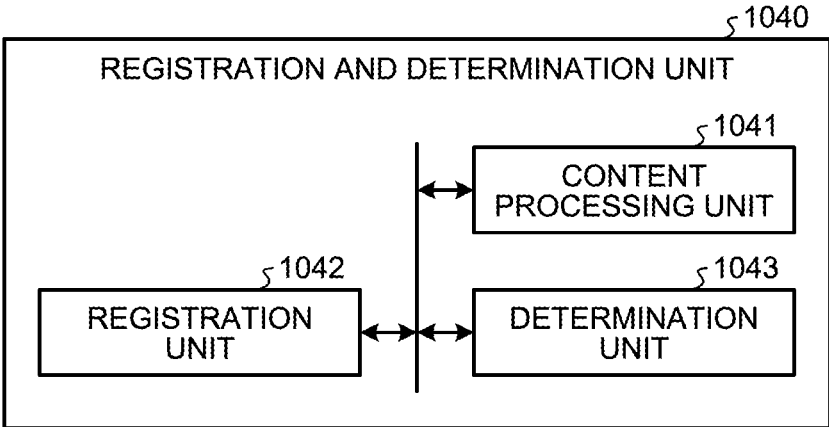 1040
REGISTRATION AND DETERMINATION UNIT
1041
CONTENT
PROCESSING UNIT
1042
REGISTRATION
UNIT
1043
DETERMINATION
UNIT